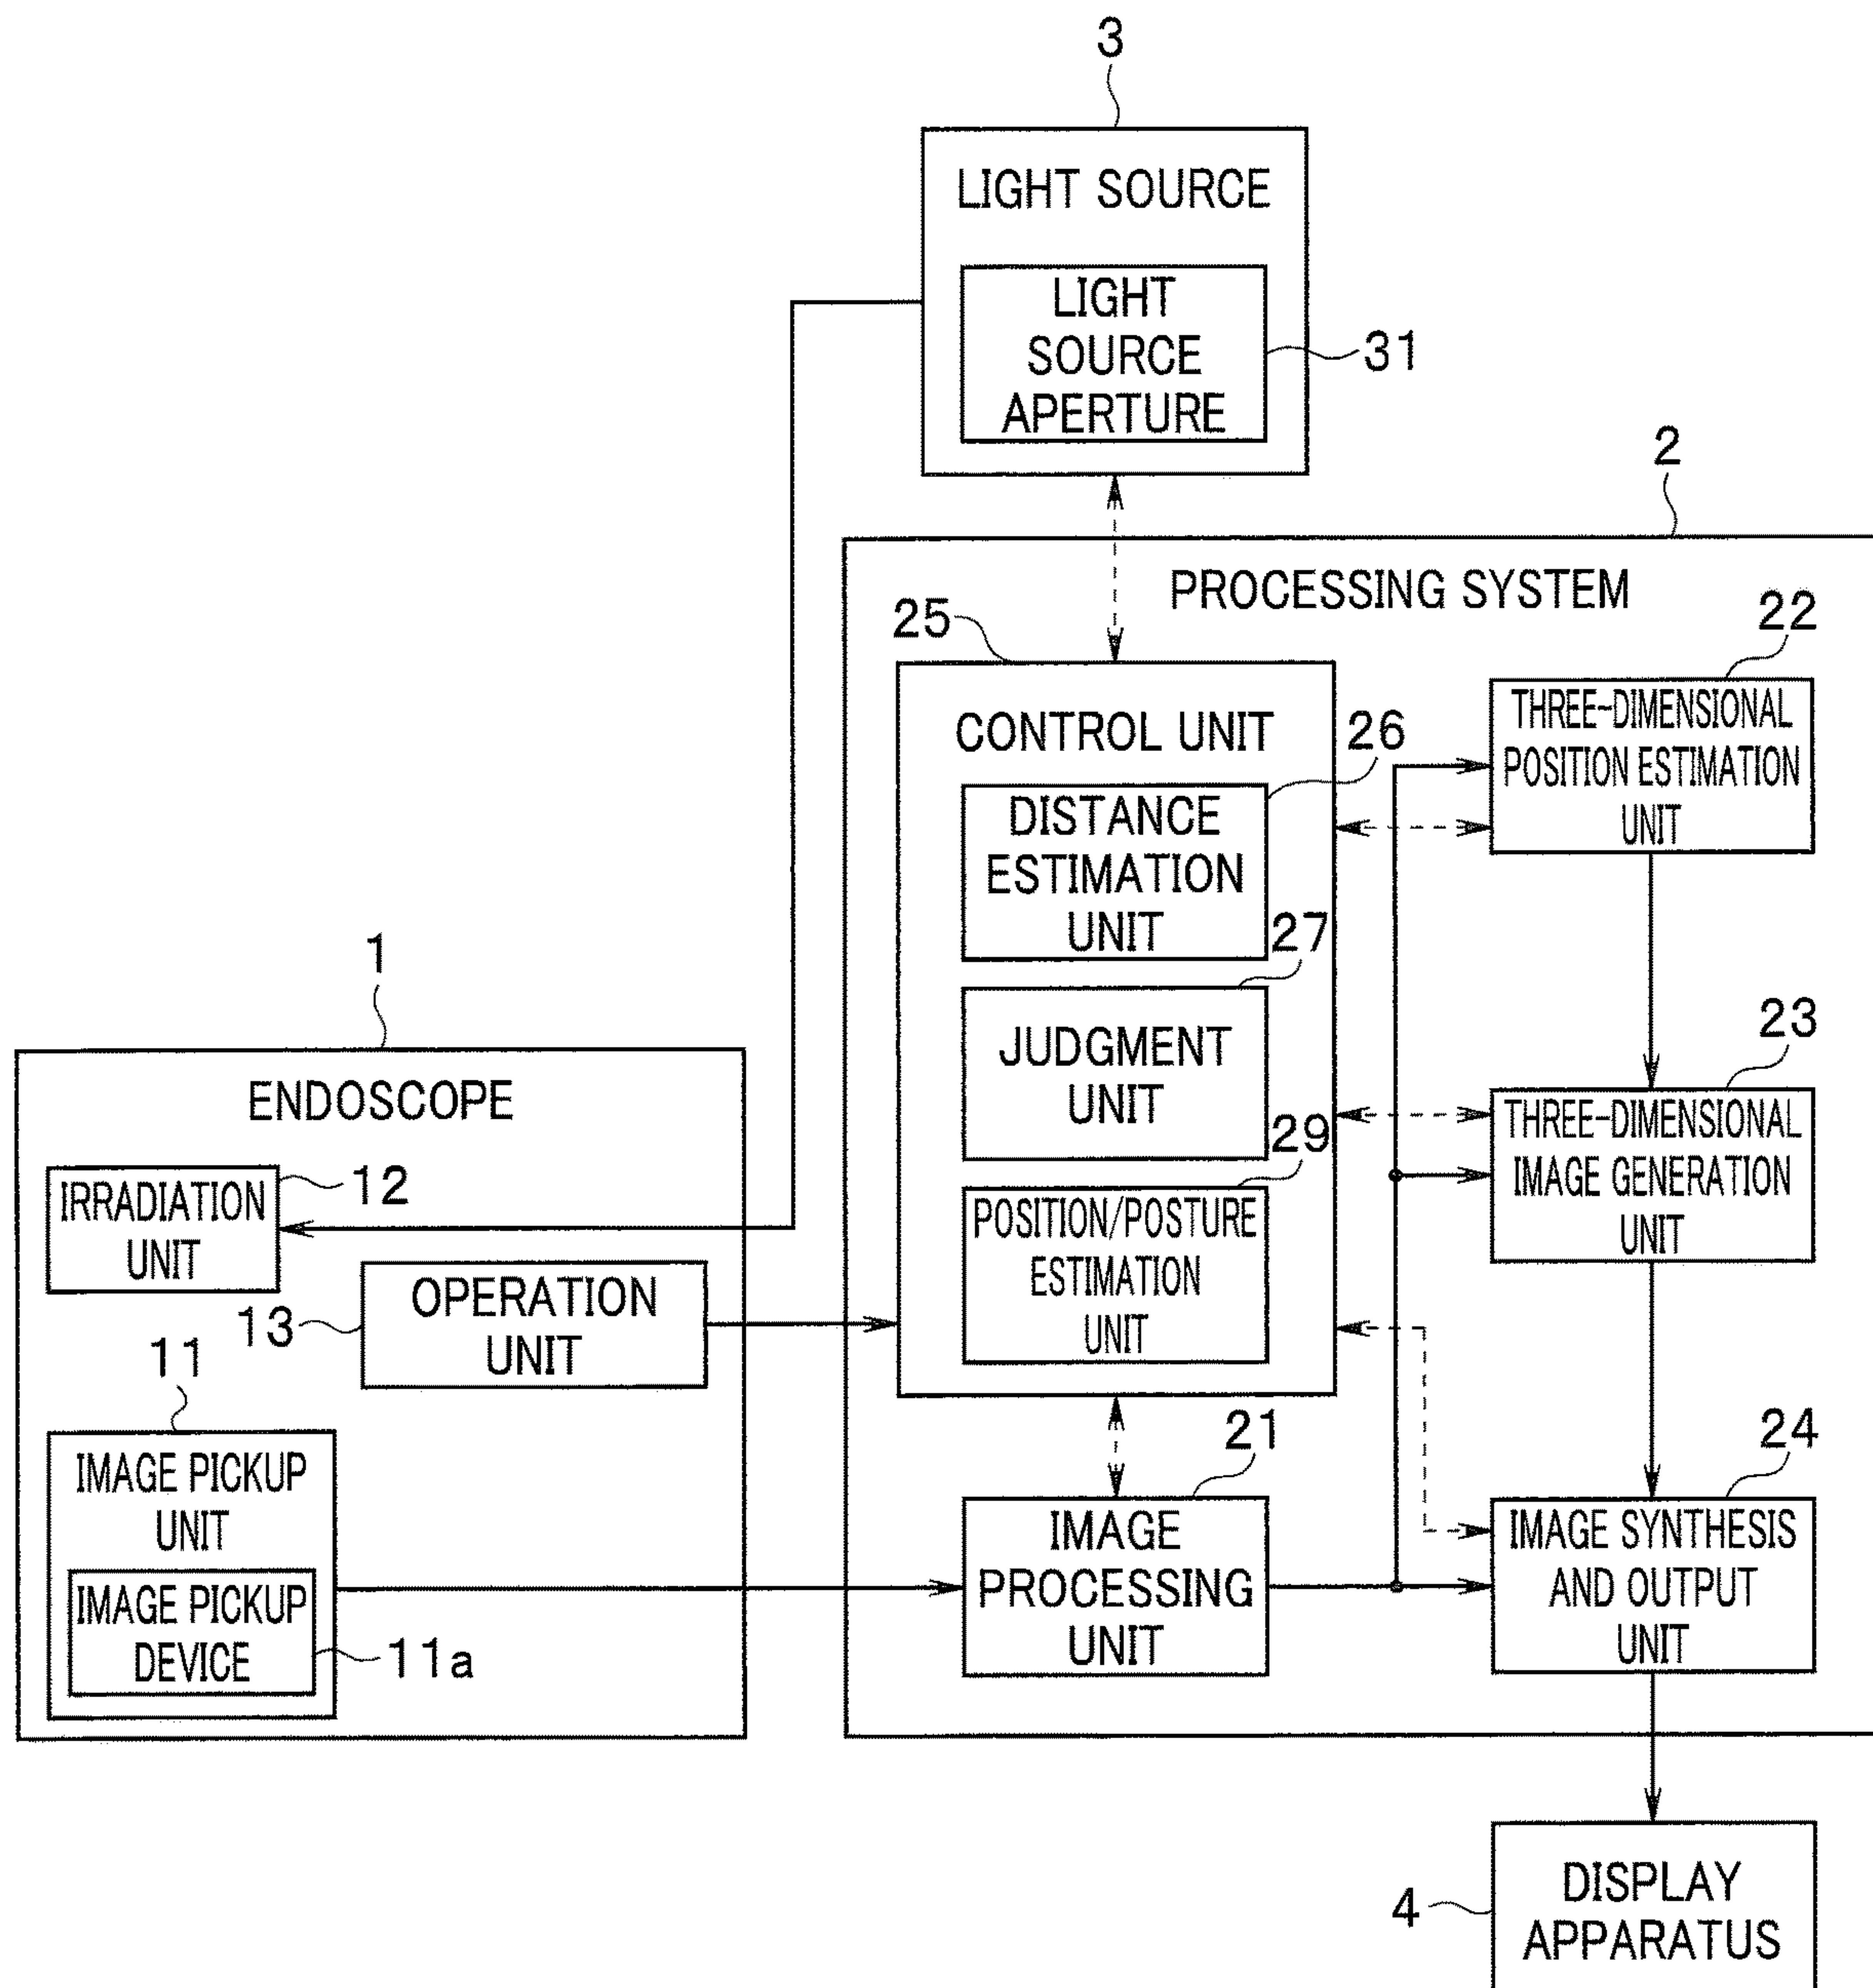 3
LIGHT SOURCE
LIGHT
SOURCE
APERTURE
31
2
PROCESSING SYSTEM
25
CONTROL UNIT
26
DISTANCE
ESTIMATION
UNIT
27
JUDGMENT
UNIT
29
POSITION/POSTURE
ESTIMATION
UNIT
22
THREE-DIMENSIONAL
POSITION ESTIMATION
UNIT
23
THREE-DIMENSIONAL
IMAGE GENERATION
UNIT
1
ENDOSCOPE
IRRADIATION
UNIT
12
13
OPERATION
UNIT
11
IMAGE PICKUP
UNIT
IMAGE PICKUP
DEVICE
11a
21
IMAGE
PROCESSING
UNIT
24
IMAGE SYNTHESIS
AND OUTPUT
UNIT
4
DISPLAY
APPARATUS